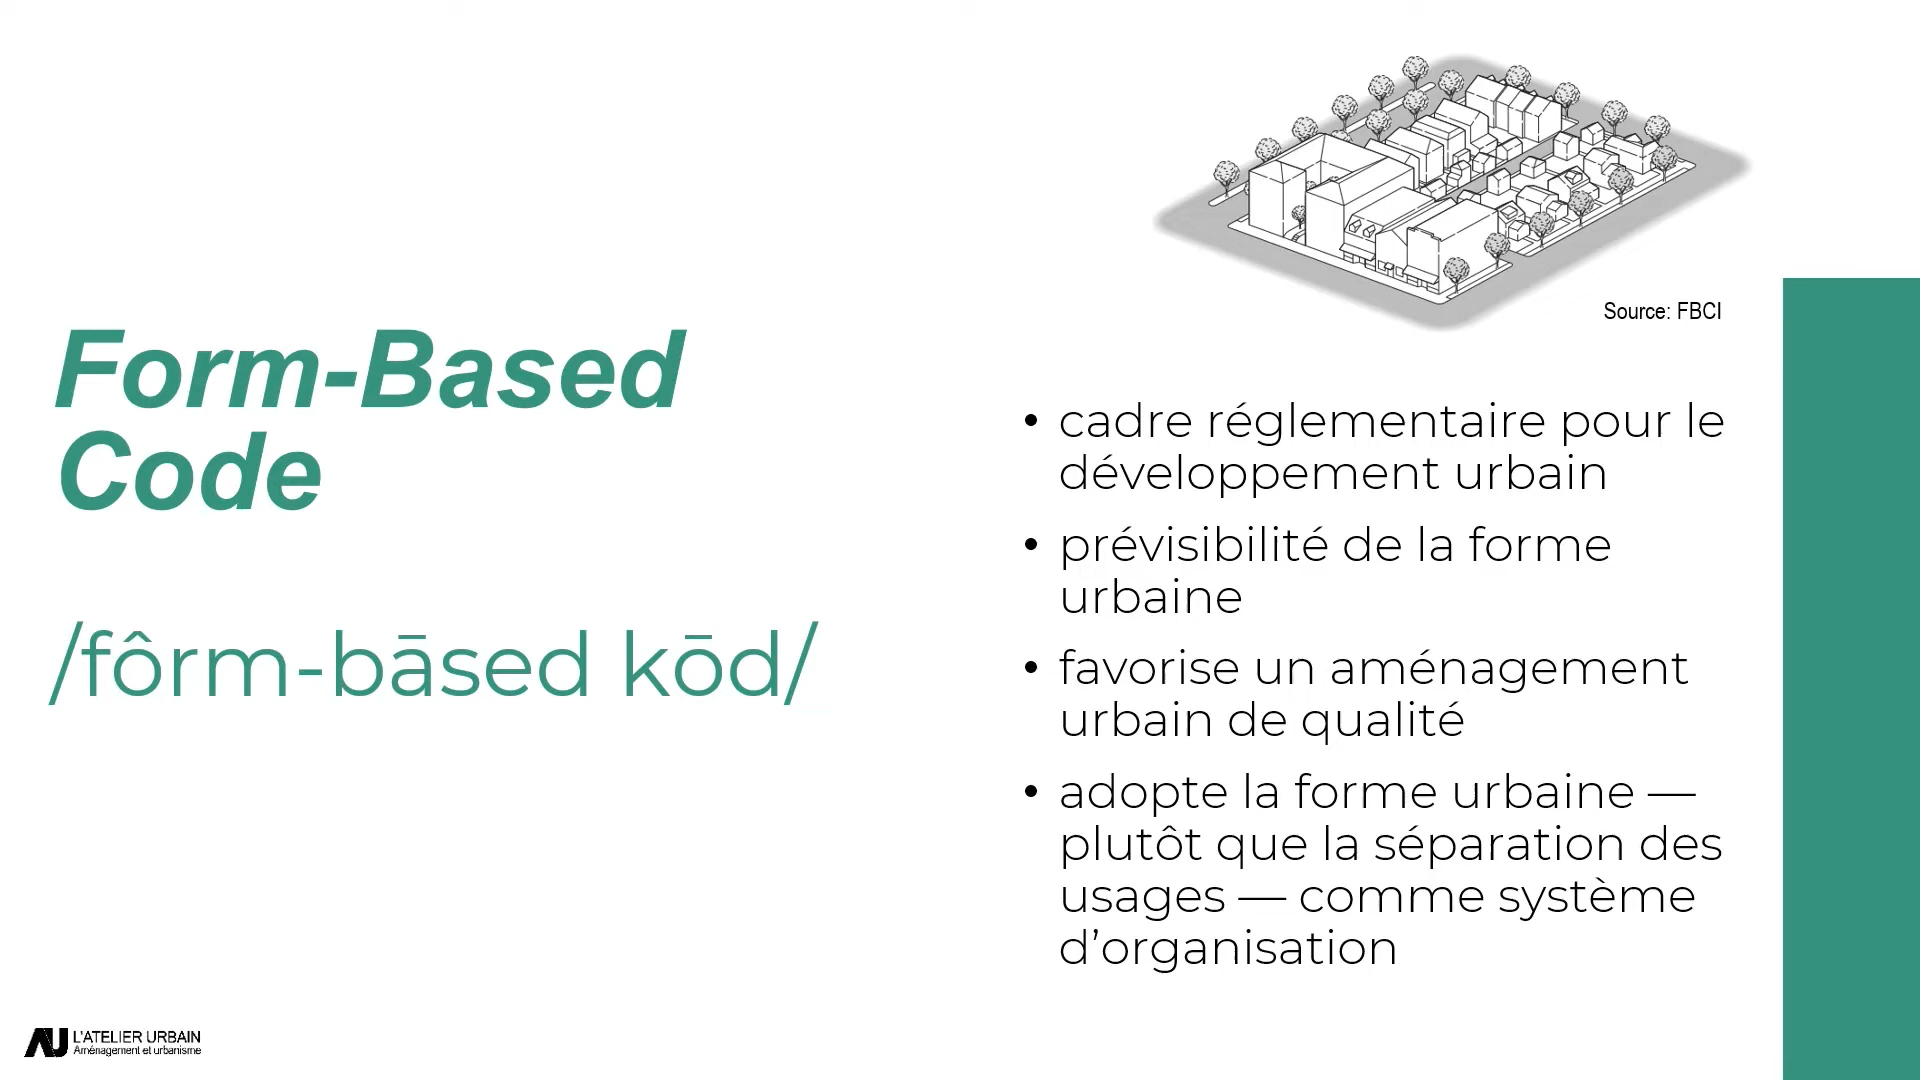 Form-Based
Code
/fôrm-bāsed kōd/
Source: FBCI
• cadre réglementaire pour le
développement urbain
• prévisibilité de la forme
urbaine
• favorise un aménagement
urbain de qualité
• adopte la forme urbaine —
plutôt que la séparation des
usages — comme système
d’organisation
AU L'ATELIER URBAIN
Aménagement et urbanisme